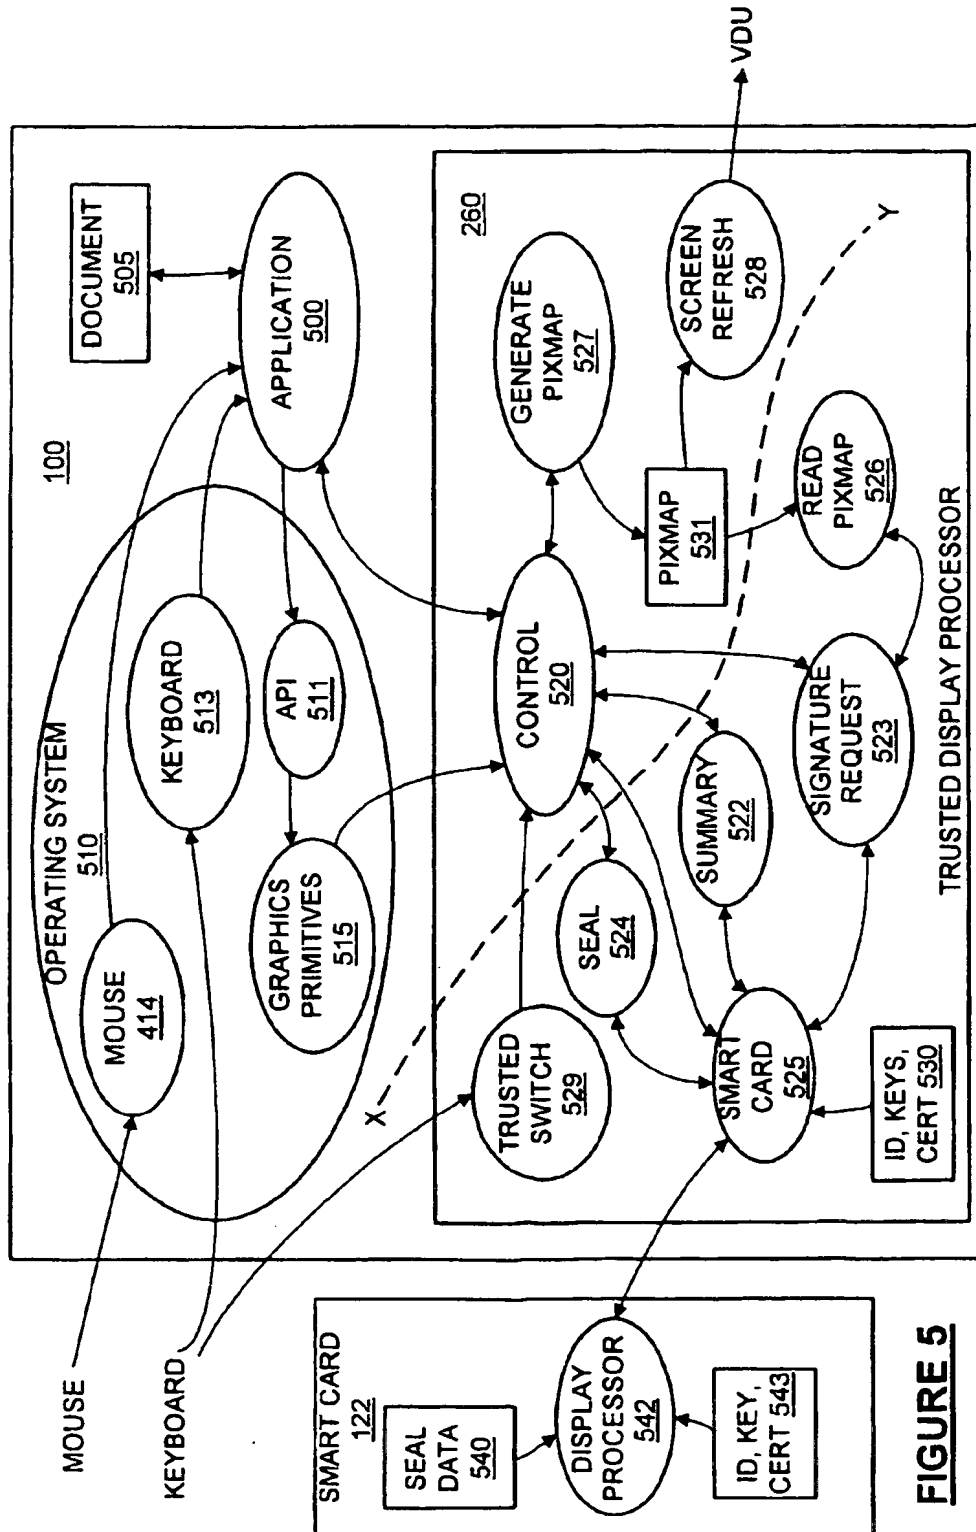 MOUSE
KEYBOARD
100
OPERATING SYSTEM
510
MOUSE
414
KEYBOARD
513
API
511
GRAPHICS
PRIMITIVES
515
DOCUMENT
505
APPLICATION
500
X
Y
260
TRUSTED
SWITCH
529
CONTROL
520
GENERATE
PIXMAP
527
PIXMAP
531
SCREEN
REFRESH
528
VDU
READ
PIXMAP
526
SEAL
524
SUMMARY
522
SIGNATURE
REQUEST
523
SMART
CARD
525
ID, KEYS,
CERT 530
TRUSTED DISPLAY PROCESSOR
SMART CARD
122
SEAL
DATA
540
DISPLAY
PROCESSOR
542
ID, KEY,
CERT 543
FIGURE 5